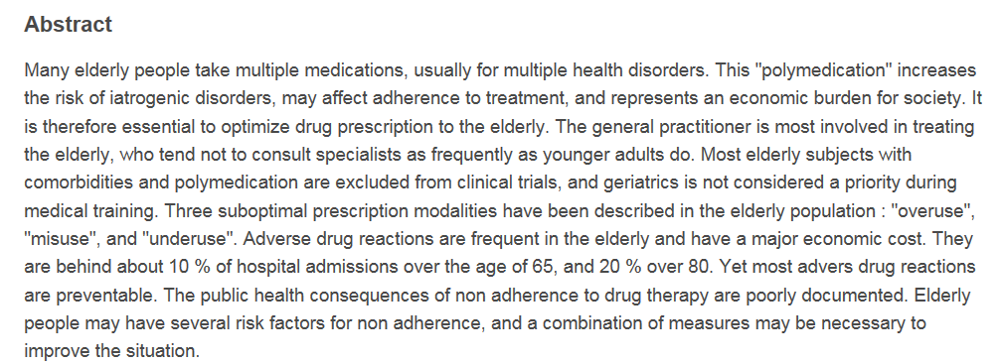 Abstract
Many elderly people take multiple medications, usually for multiple health disorders. This "polymedication" increases
the risk of iatrogenic disorders, may affect adherence to treatment, and represents an economic burden for society. It
is therefore essential to optimize drug prescription to the elderly. The general practitioner is most involved in treating
the elderly, who tend not to consult specialists as frequently as younger adults do. Most elderly subjects with
comorbidities and polymedication are excluded from clinical trials, and geriatrics is not considered a priority during
medical training. Three suboptimal prescription modalities have been described in the elderly population : "overuse",
"misuse", and "underuse". Adverse drug reactions are frequent in the elderly and have a major economic cost. They
are behind about 10 % of hospital admissions over the age of 65, and 20 % over 80. Yet most advers drug reactions
are preventable. The public health consequences of non adherence to drug therapy are poorly documented. Elderly
people may have several risk factors for non adherence, and a combination of measures may be necessary to
improve the situation.